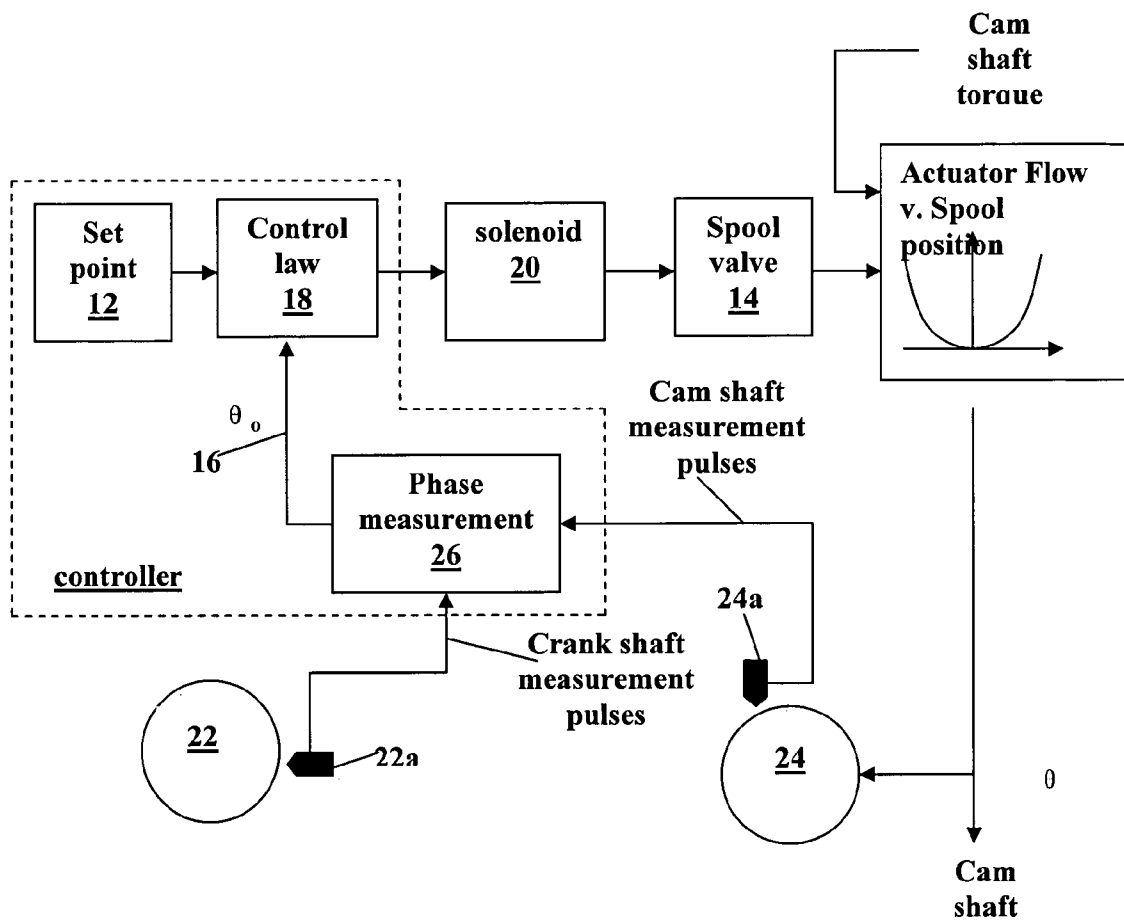 Cam
shaft
torque
Actuator Flow
v. Spool
position
Set
point
12
Control
law
18
solenoid
20
Spool
valve
14
θ o
16
Cam shaft
measurement
pulses
Phase
measurement
26
controller
24a
Crank shaft
measurement
pulses
22
22a
24
θ
Cam
shaft